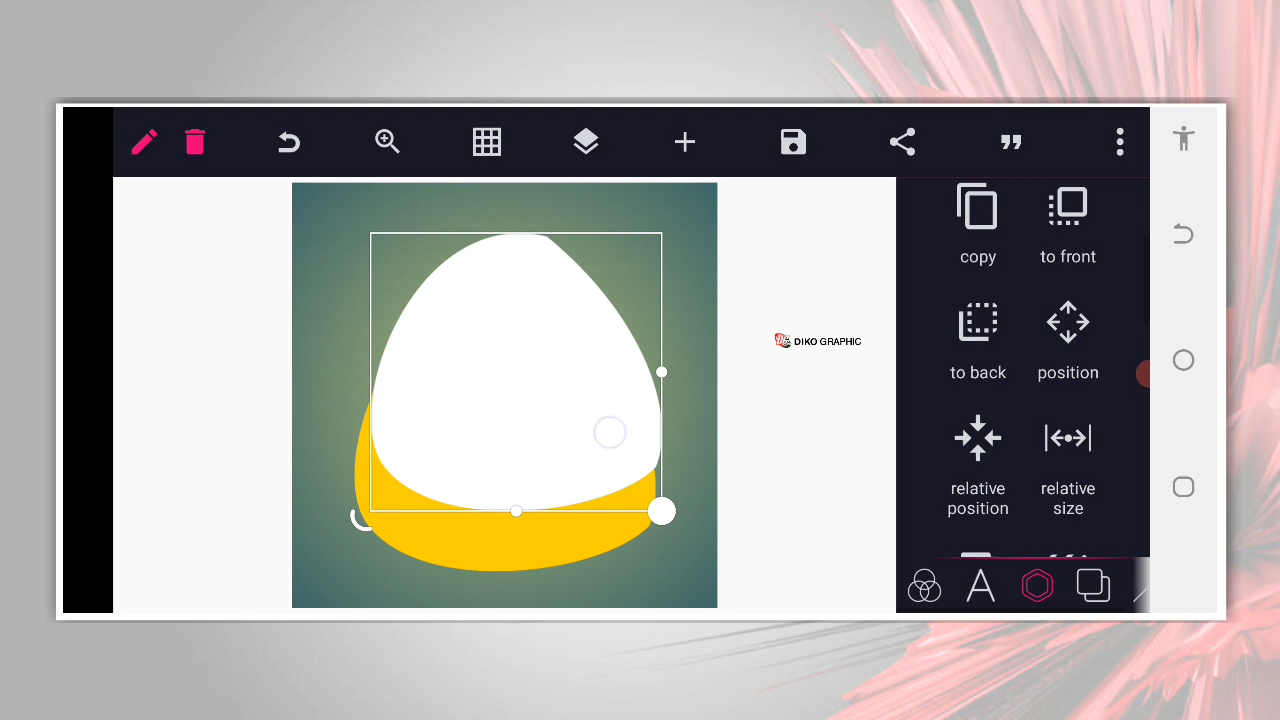 DIKO GRAPHIC
copy
to front
to back
position
relative
position
relative
size